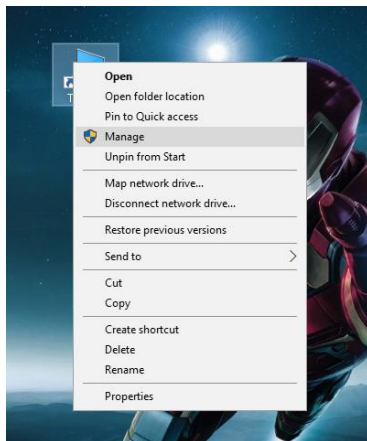 Open
Open folder location
Pin to Quick access
Manage
Unpin from Start
Map network drive...
Disconnect network drive...
Restore previous versions
Send to
Cut
Copy
Create shortcut
Delete
Rename
Properties